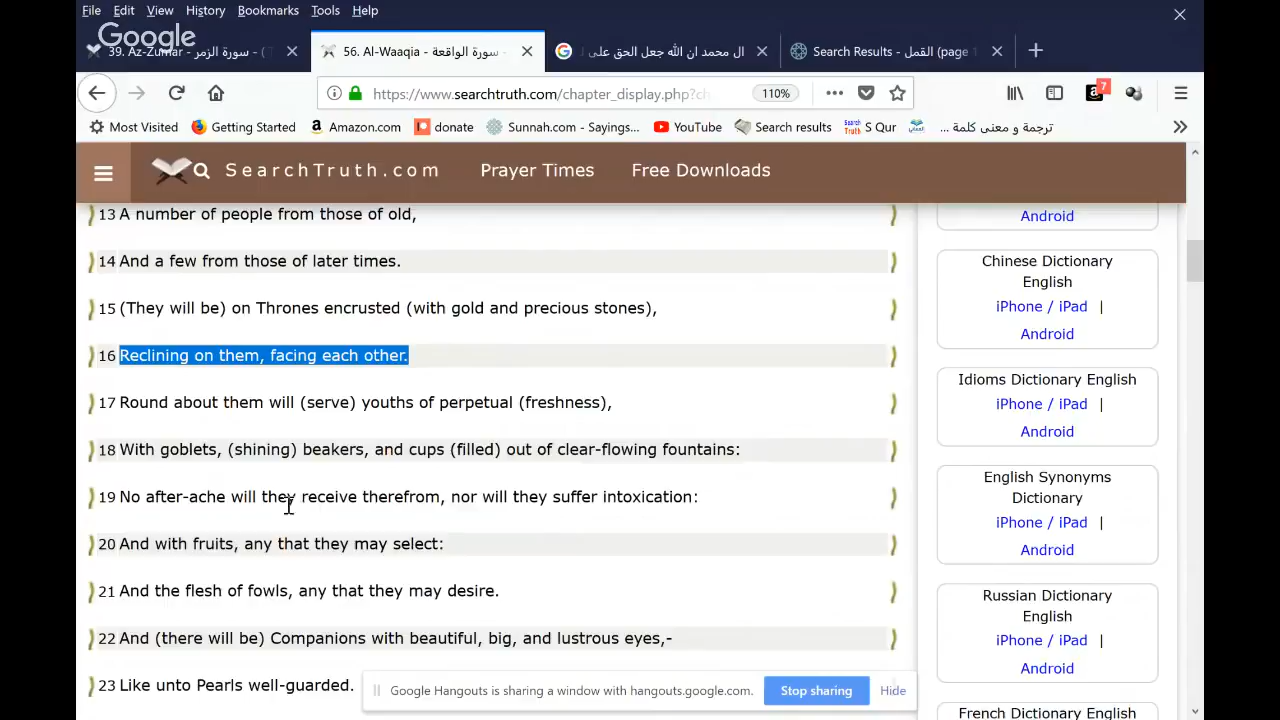 File Edit View History Bookmarks Tools Help
Google
39. Az-Zumar - سورة الزمر - (
56. Al-Waaqia - سورة الواقعة -
ال محمد ان الله جعل الحق على ل
Search Results - القمل (page 1
https://www.searchtruth.com/chapter_display.php?ch
110%
7
Most Visited Getting Started Amazon.com donate Sunnah.com - Sayings... YouTube Search results S Qur ترجمة و معنى كلمة ...
SearchTruth.com Prayer Times Free Downloads
13 A number of people from those of old,
14 And a few from those of later times.
15 (They will be) on Thrones encrusted (with gold and precious stones),
16 Reclining on them, facing each other.
17 Round about them will (serve) youths of perpetual (freshness),
18 With goblets, (shining) beakers, and cups (filled) out of clear-flowing fountains:
19 No after-ache will they receive therefrom, nor will they suffer intoxication:
20 And with fruits, any that they may select:
21 And the flesh of fowls, any that they may desire.
22 And (there will be) Companions with beautiful, big, and lustrous eyes,-
23 Like unto Pearls well-guarded.
Android
Chinese Dictionary
English
iPhone / iPad |
Android
Idioms Dictionary English
iPhone / iPad |
Android
English Synonyms
Dictionary
iPhone / iPad |
Android
Russian Dictionary
English
iPhone / iPad |
Android
French Dictionary English
Google Hangouts is sharing a window with hangouts.google.com. Stop sharing Hide